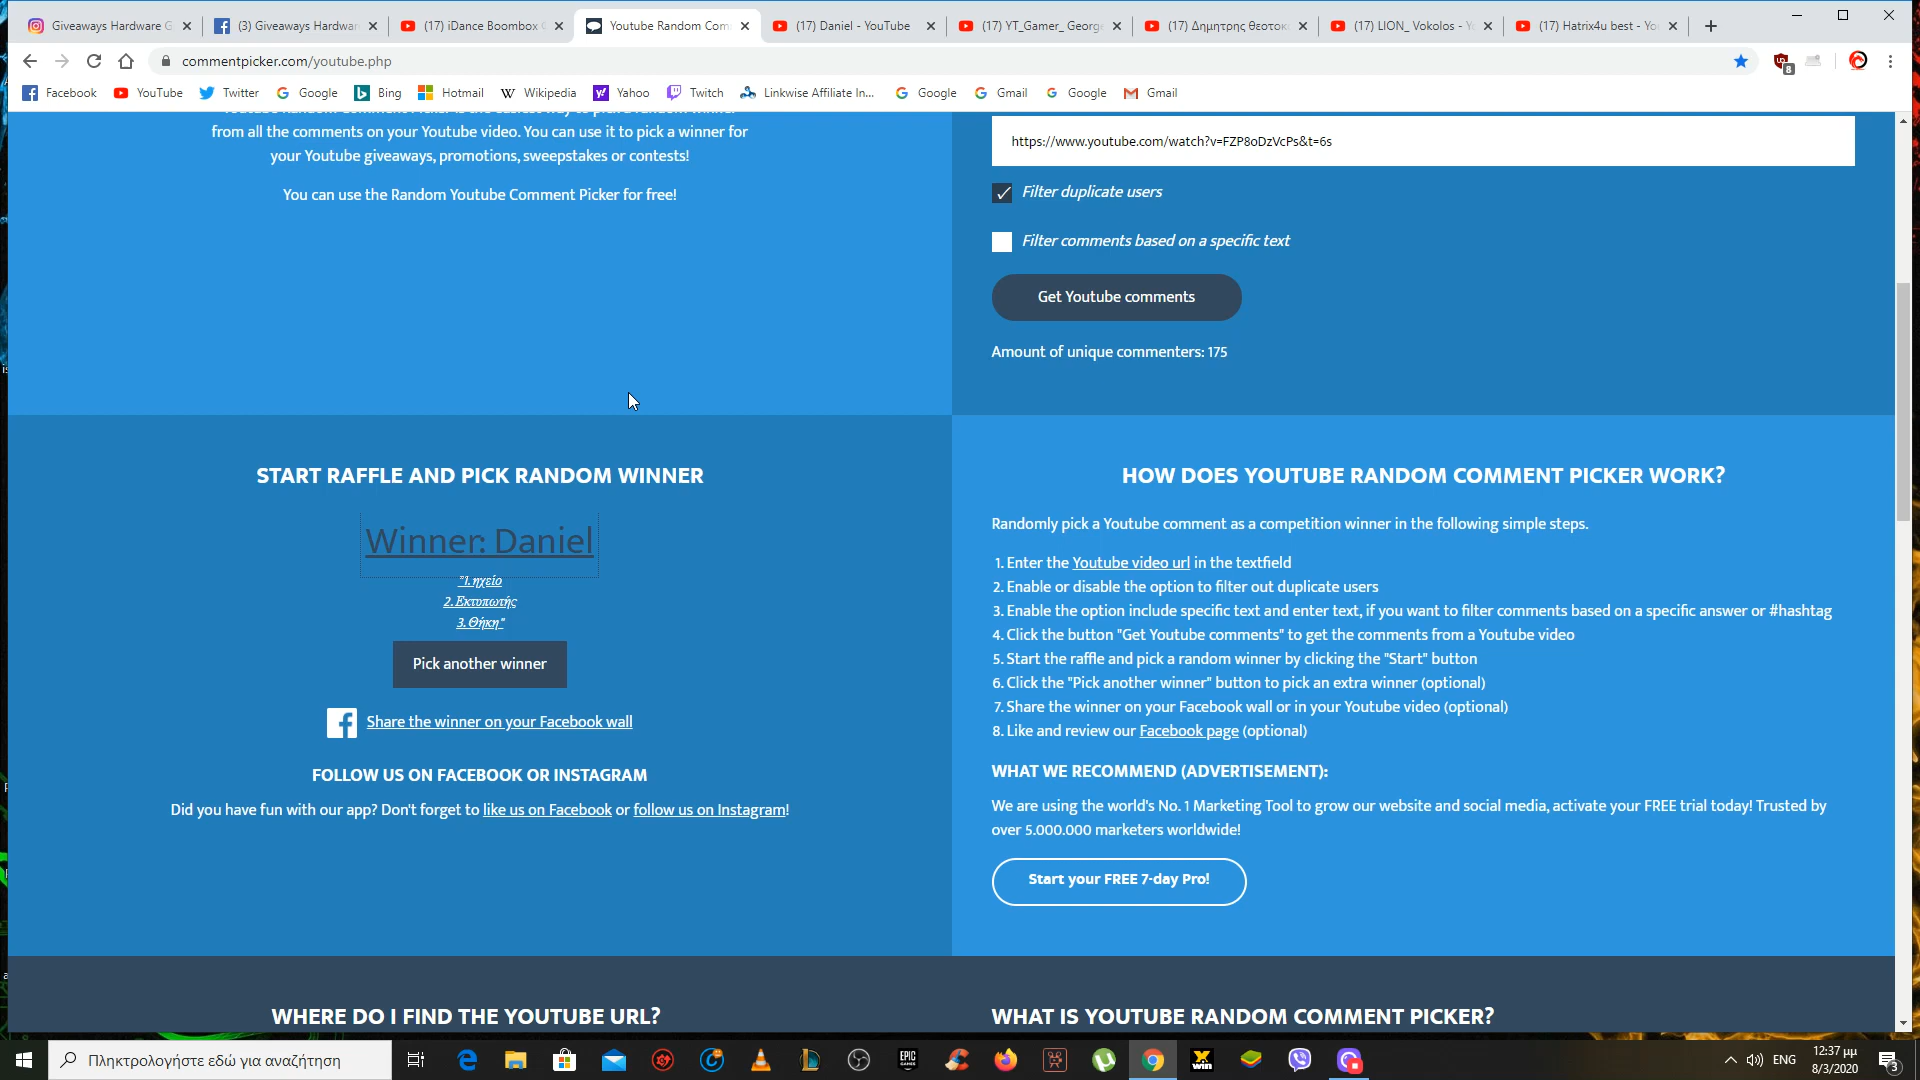 Giveaways Hardware G
(3) Giveaways Hardwar
(17) iDance Boombox
Youtube Random Com
(17) Daniel - YouTube
(17) YT_Gamer_ George
(17) Δημητρης θεοτοκ
(17) LION_ Vokolos - Y
(17) Hatrix4u best - Yo
commentpicker.com/youtube.php
8
Facebook
YouTube
Twitter
Google
Bing
Hotmail
Wikipedia
Yahoo
Twitch
Linkwise Affiliate In...
Google
Gmail
Google
Gmail
from all the comments on your Youtube video. You can use it to pick a winner for
your Youtube giveaways, promotions, sweepstakes or contests!
You can use the Random Youtube Comment Picker for free!
https://www.youtube.com/watch?v=FZP8oDzVcPs&t=6s
Filter duplicate users
Filter comments based on a specific text
Get Youtube comments
Amount of unique commenters: 175
START RAFFLE AND PICK RANDOM WINNER
Winner: Daniel
"1. ηχείο
2. Εκτυπωτής
3. Θήκη"
Pick another winner
Share the winner on your Facebook wall
FOLLOW US ON FACEBOOK OR INSTAGRAM
Did you have fun with our app? Don't forget to like us on Facebook or follow us on Instagram!
HOW DOES YOUTUBE RANDOM COMMENT PICKER WORK?
Randomly pick a Youtube comment as a competition winner in the following simple steps.
1. Enter the Youtube video url in the textfield
2. Enable or disable the option to filter out duplicate users
3. Enable the option include specific text and enter text, if you want to filter comments based on a specific answer or #hashtag
4. Click the button "Get Youtube comments" to get the comments from a Youtube video
5. Start the raffle and pick a random winner by clicking the "Start" button
6. Click the "Pick another winner" button to pick an extra winner (optional)
7. Share the winner on your Facebook wall or in your Youtube video (optional)
8. Like and review our Facebook page (optional)
WHAT WE RECOMMEND (ADVERTISEMENT):
We are using the world's No. 1 Marketing Tool to grow our website and social media, activate your FREE trial today! Trusted by
over 5.000.000 marketers worldwide!
Start your FREE 7-day Pro!
WHERE DO I FIND THE YOUTUBE URL?
WHAT IS YOUTUBE RANDOM COMMENT PICKER?
Πληκτρολογήστε εδώ για αναζήτηση
EPIC
GAMES
win
ENG
12:37 μμ
8/3/2020
3